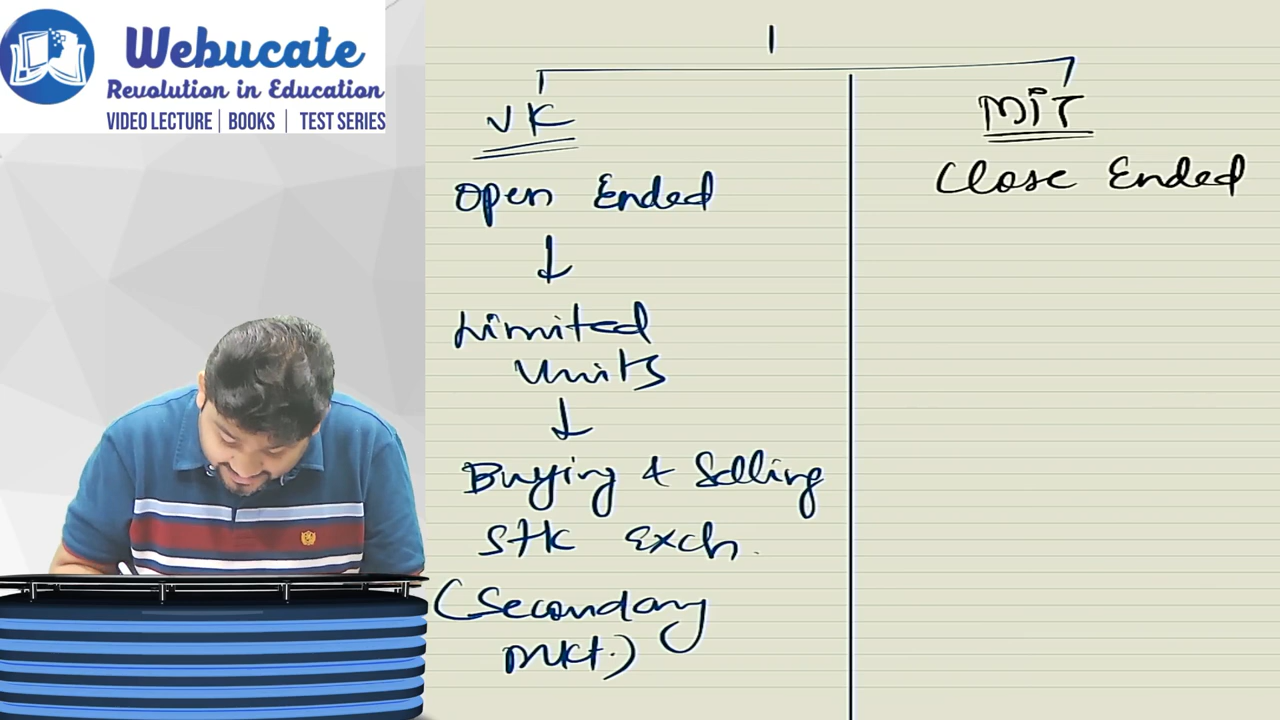 Webucate
Revolution in Education
VIDEO LECTURE | BOOKS | TEST SERIES
VK
Open Ended
↓
Limited
Units
↓
Buying & Selling
Stk Exch.
(Secondary
Mkt.)
MIT
Close Ended